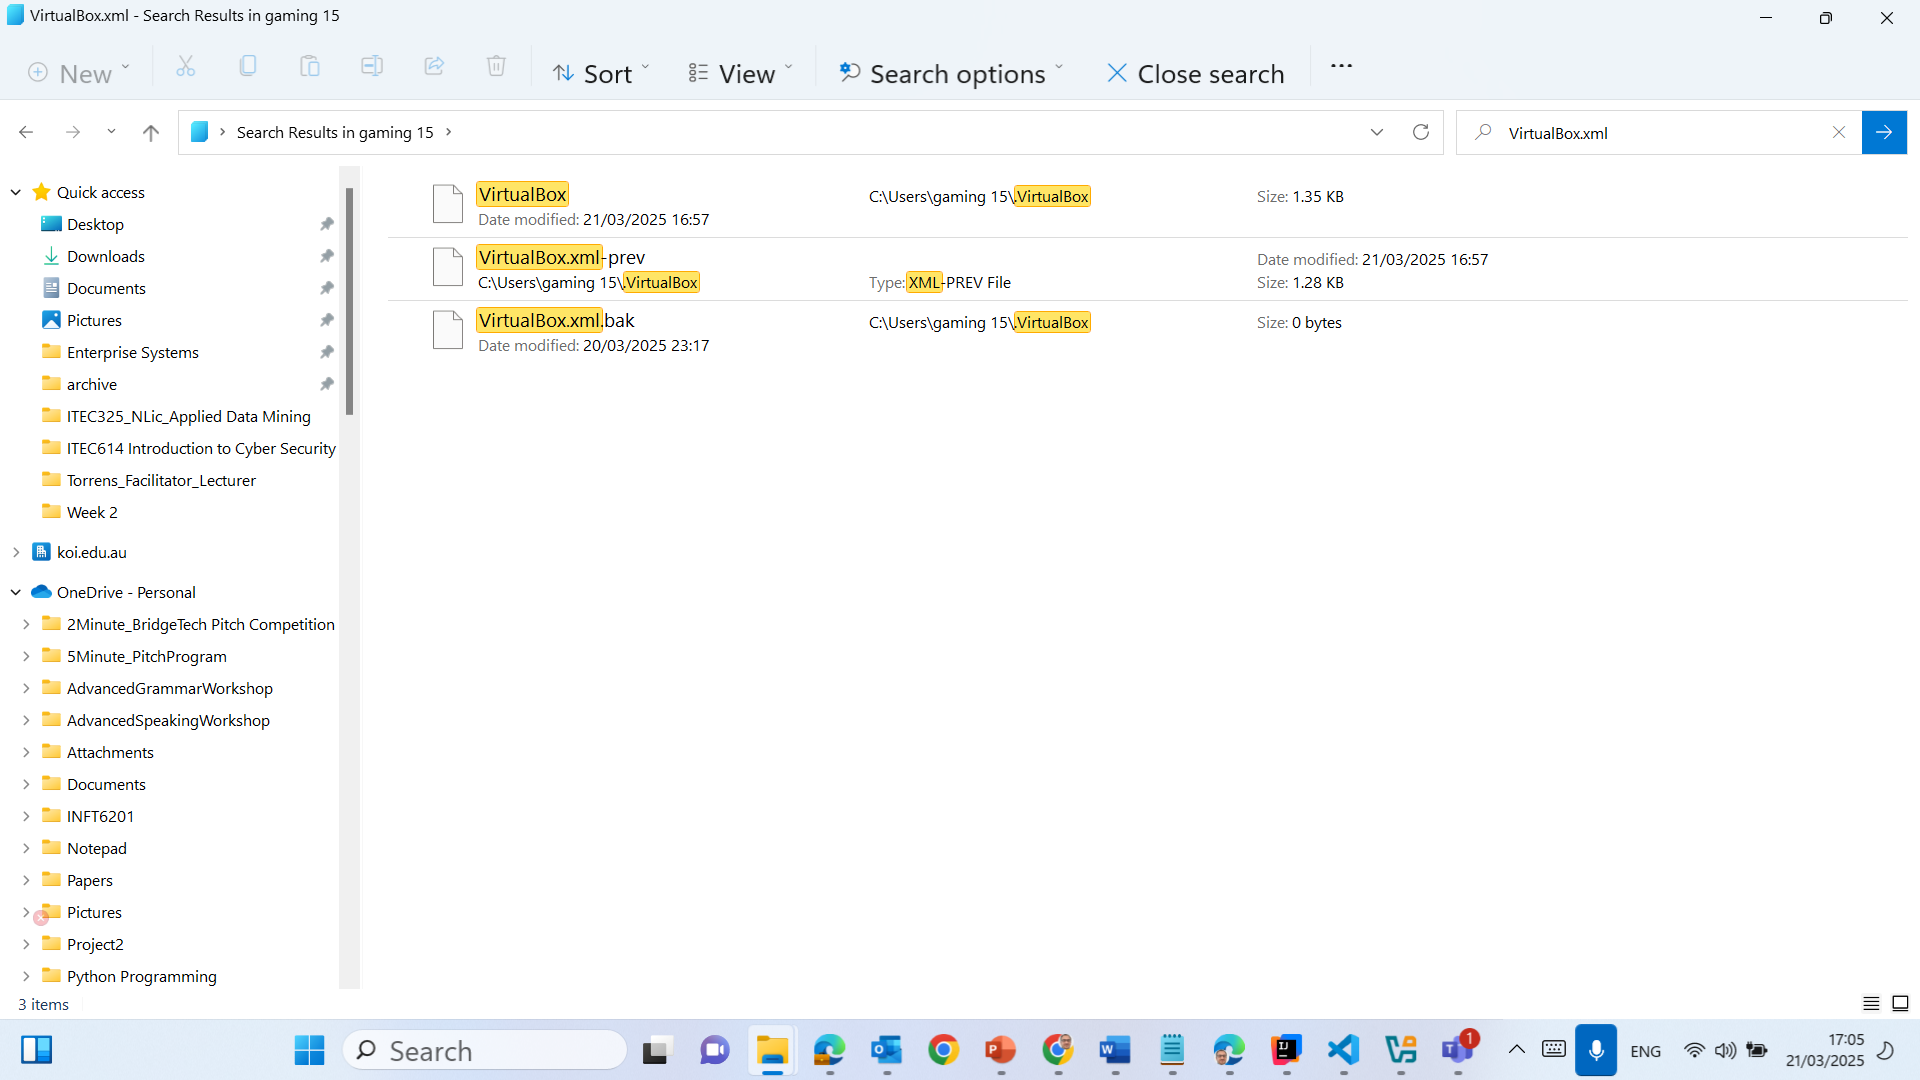 VirtualBox.xml - Search Results in gaming 15
New
Sort
View
Search options
Close search
Search Results in gaming 15
VirtualBox.xml
Quick access
Desktop
Downloads
Documents
Pictures
Enterprise Systems
archive
ITEC325_NLic_Applied Data Mining
ITEC614 Introduction to Cyber Security
Torrens_Facilitator_Lecturer
Week 2
koi.edu.au
OneDrive - Personal
2Minute_BridgeTech Pitch Competition
5Minute_PitchProgram
AdvancedGrammarWorkshop
AdvancedSpeakingWorkshop
Attachments
Documents
INFT6201
Notepad
Papers
Pictures
Project2
Python Programming
VirtualBox C:\Users\gaming 15\.VirtualBox Size: 1.35 KB
Date modified: 21/03/2025 16:57
VirtualBox.xml-prev Date modified: 21/03/2025 16:57
C:\Users\gaming 15\.VirtualBox Type: XML-PREV File Size: 1.28 KB
VirtualBox.xml.bak C:\Users\gaming 15\.VirtualBox Size: 0 bytes
Date modified: 20/03/2025 23:17
3 items
Search
1
ENG
17:05
21/03/2025